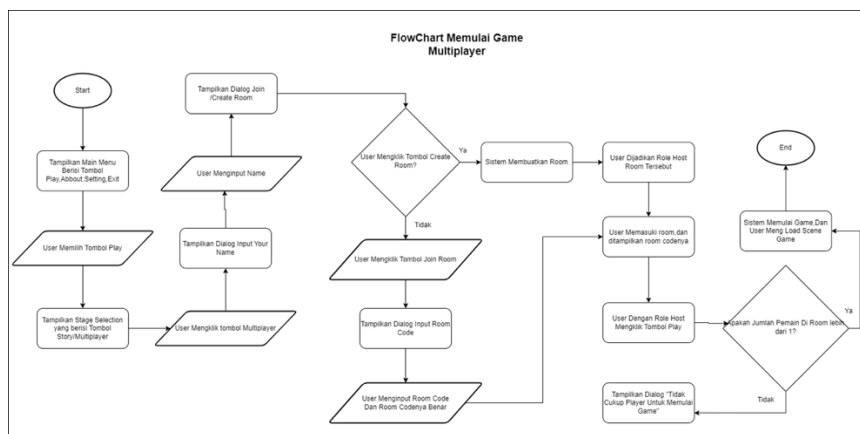 FlowChart Memulai Game
Multiplayer
Start
Tampilkan Main Menu
Berisi Tombol
Play,Abbout,Setting,Exit
User Memilih Tombol Play
Tampilkan Stage Selection
yang berisi Tombol
Story/Multiplayer
User Mengklik tombol Multiplayer
Tampilkan Dialog Input Your
Name
User Menginput Name
Tampilkan Dialog Join
/Create Room
User Mengklik Tombol Create
Room?
Ya
Tidak
Sistem Membuatkan Room
User Dijadikan Role Host
Room Tersebut
User Mengklik Tombol Join Room
Tampilkan Dialog Input Room
Code
User Menginput Room Code
Dan Room Codenya Benar
User Memasuki room,dan
ditampilkan room codenya
User Dengan Role Host
Mengklik Tombol Play
Apakah Jumlah Pemain Di Room lebih
dari 1?
Ya
Tidak
Tampilkan Dialog "Tidak
Cukup Player Untuk Memulai
Game"
Sistem Memulai Game,Dan
User Meng Load Scene
Game
End